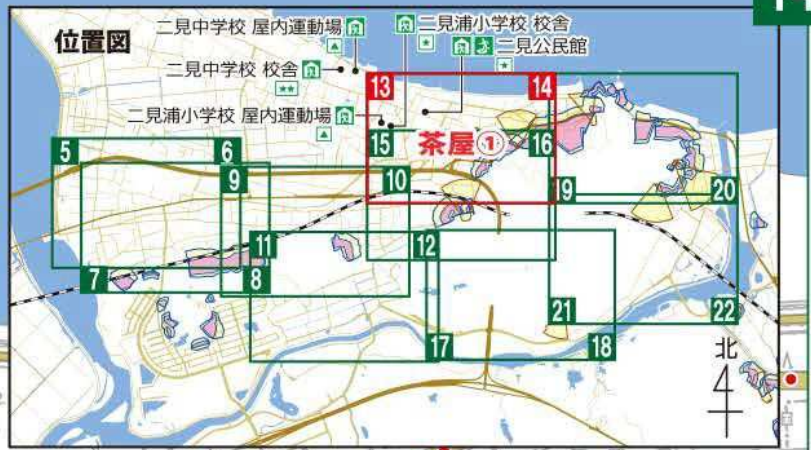 位置図
二見中学校 屋内運動場
▲
二見浦小学校 校舎
★
二見公民館
★
二見中学校 校舎
★★
二見浦小学校 屋内運動場
▲
13
14
15
茶屋①
16
5
6
9
10
19
20
11
12
7
8
21
22
17
18
北